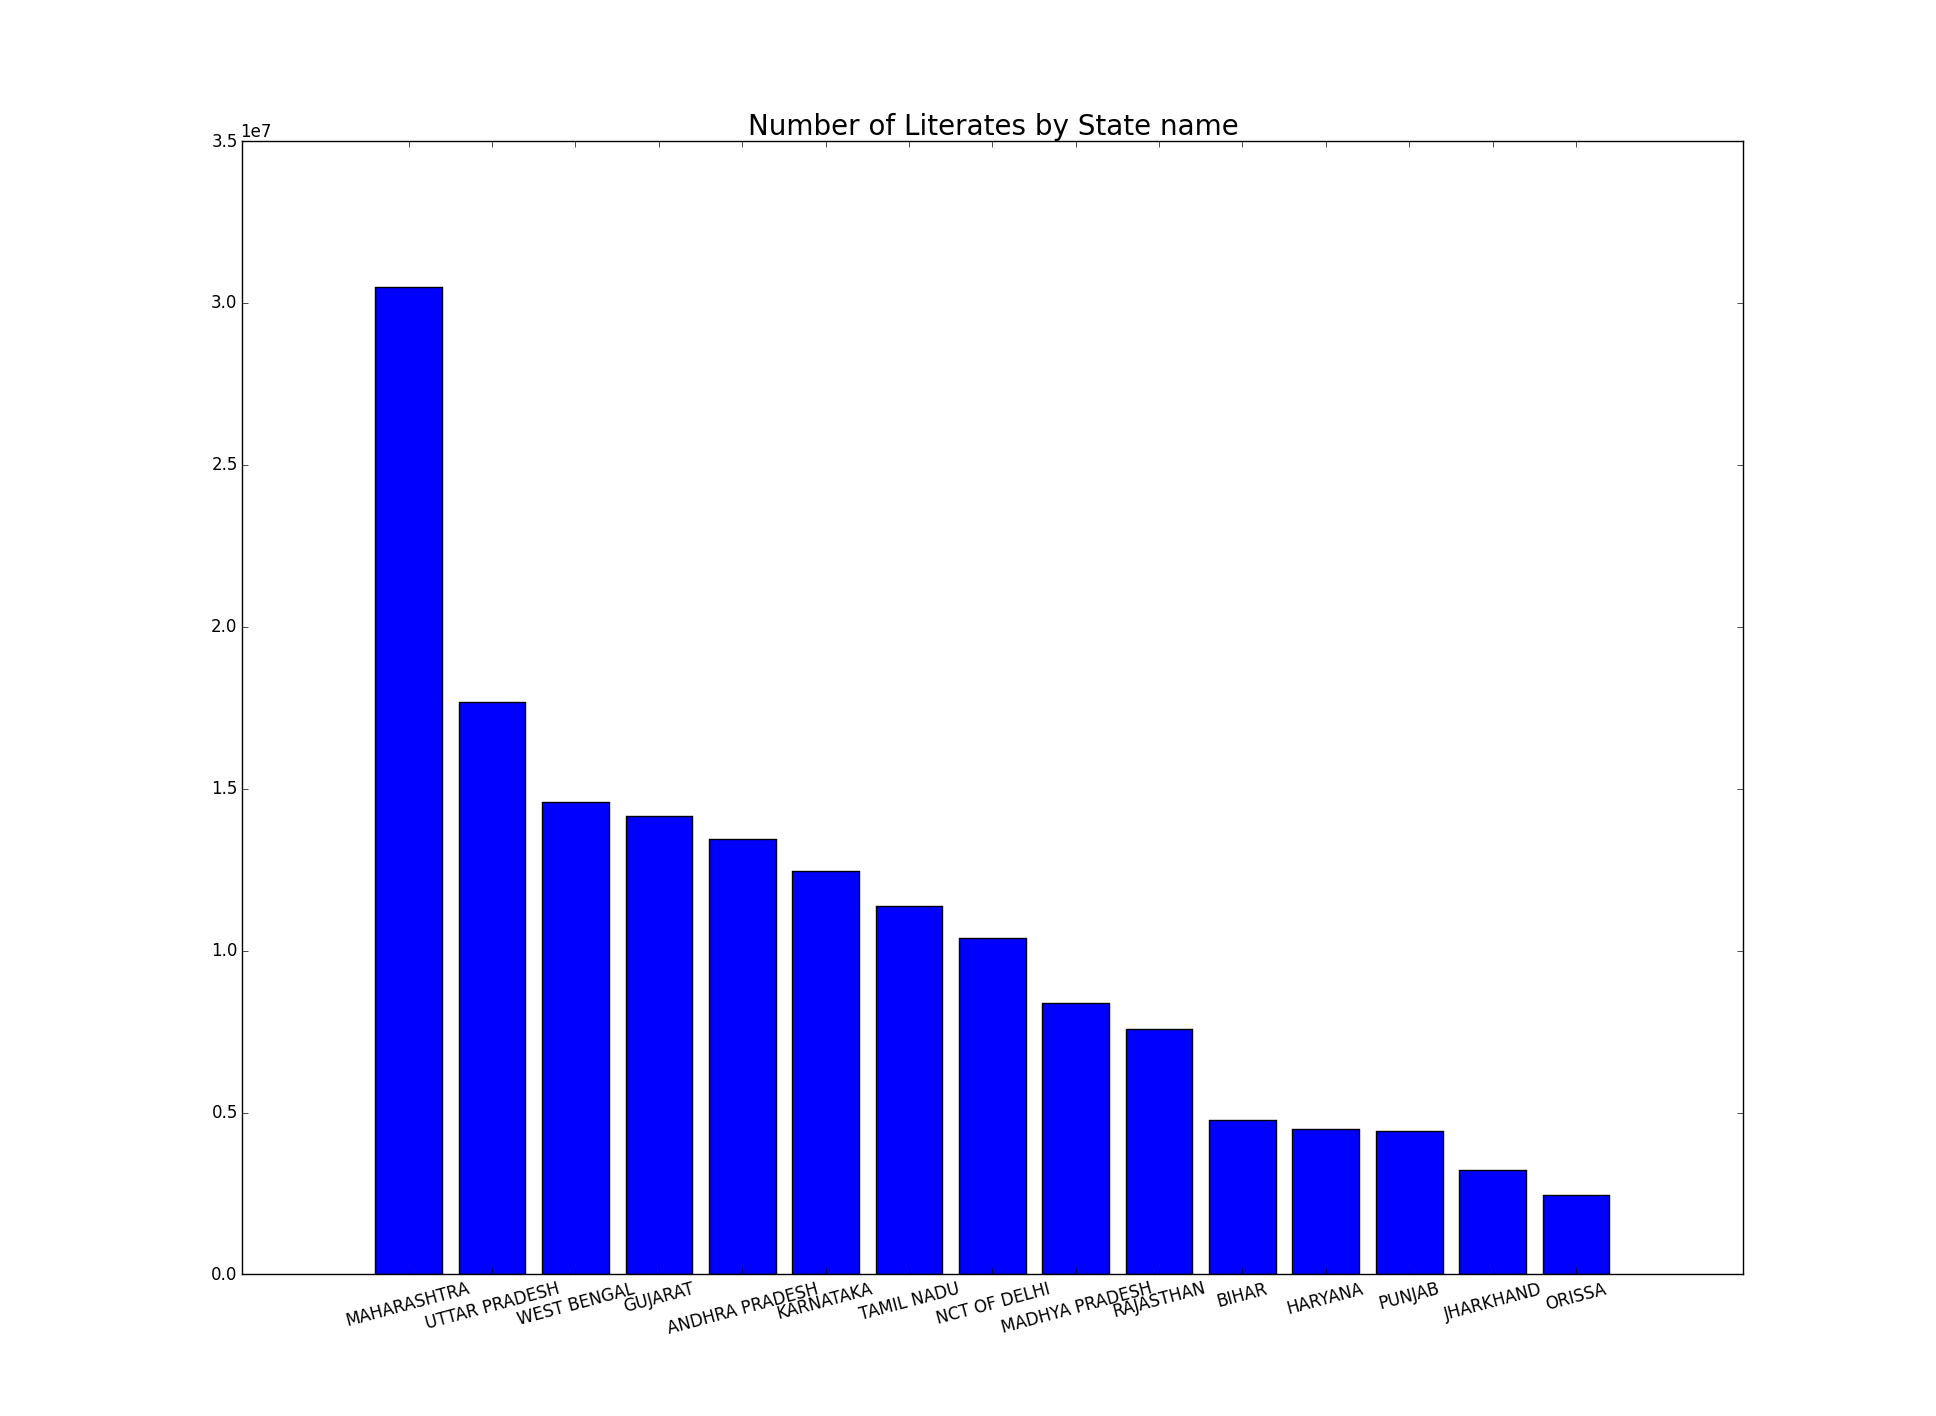 Number of Literates by State name
1e7
3.5
3.0
2.5
2.0
1.5
1.0
0.5
0.0
MAHARASHTRA
UTTAR PRADESH
WEST BENGAL
GUJARAT
ANDHRA PRADESH
KARNATAKA
TAMIL NADU
NCT OF DELHI
MADHYA PRADESH
RAJASTHAN
BIHAR
HARYANA
PUNJAB
JHARKHAND
ORISSA